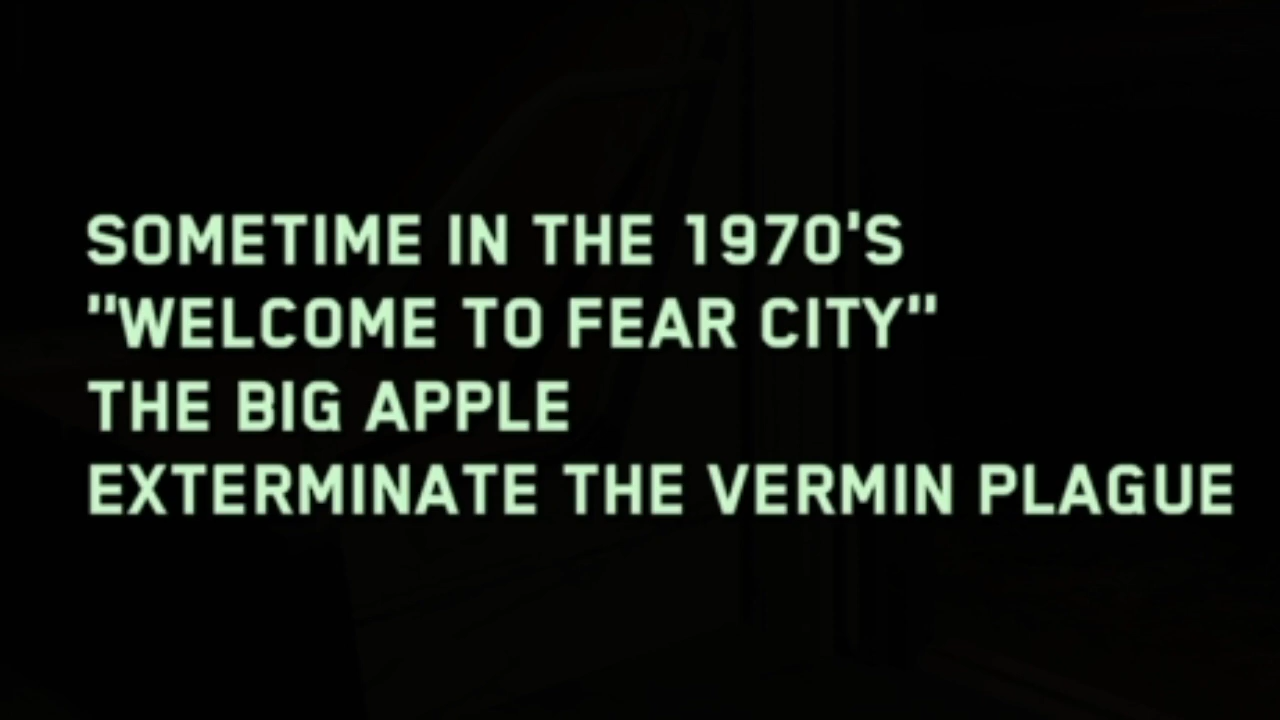 SOMETIME IN THE 1970'S
"WELCOME TO FEAR CITY"
THE BIG APPLE
EXTERMINATE THE VERMIN PLAGUE